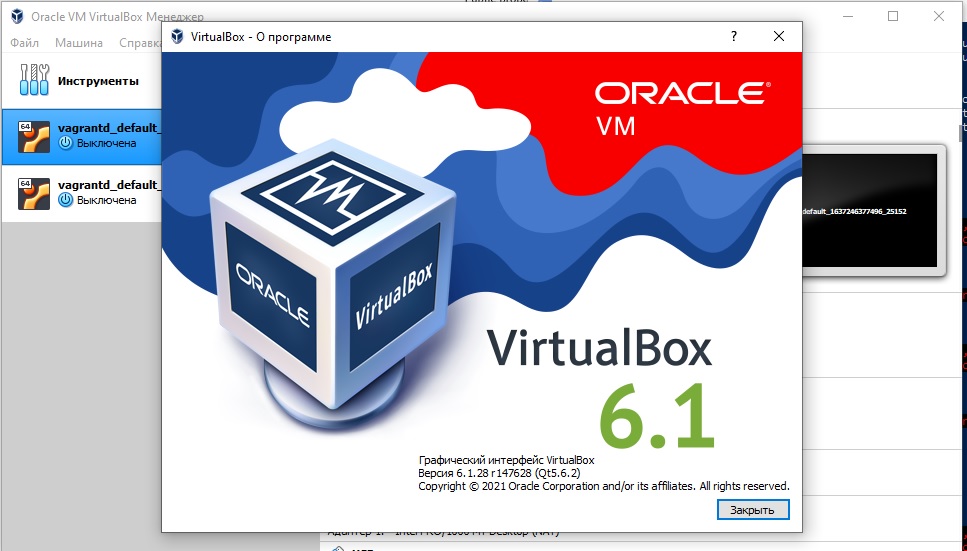 Oracle VM VirtualBox Менеджер
Файл Машина Справка
Инструменты
64
vagrantd_default_
Выключена
64
vagrantd_default_
Выключена
VirtualBox - О программе
?
ORACLE®
VM
ORACLE
VirtualBox
VirtualBox
6.1
Графический интерфейс VirtualBox
Версия 6.1.28 r147628 (Qt5.6.2)
Copyright © 2021 Oracle Corporation and/or its affiliates. All rights reserved.
Закрыть
default_1637246377496_25152